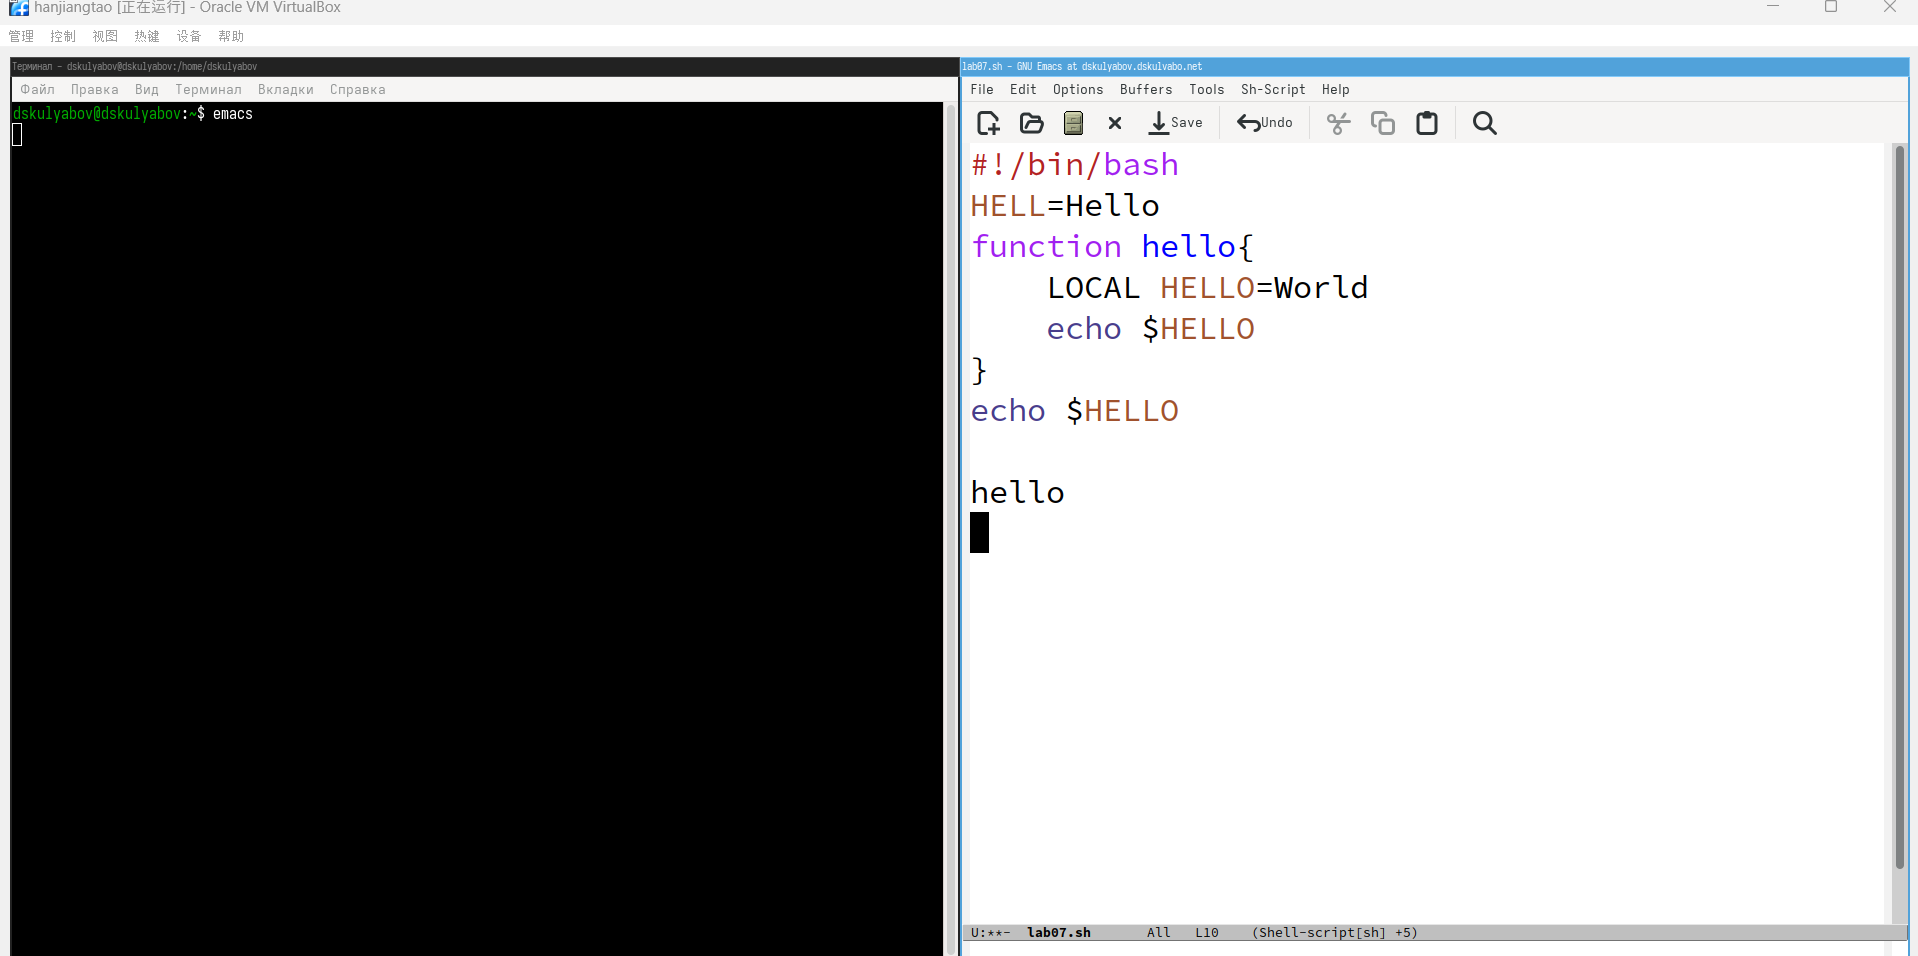 hanjiangtao [正在运行] - Oracle VM VirtualBox
管理 控制 视图 热键 设备 帮助
Терминал - dskulyabov@dskulyabov:/home/dskulyabov
Файл Правка Вид Терминал Вкладки Справка
dskulyabov@dskulyabov:~$ emacs
lab07.sh - GNU Emacs at dskulyabov.dskulvabo.net
File Edit Options Buffers Tools Sh-Script Help
Save Undo
#!/bin/bash
HELL=Hello
function hello{
    LOCAL HELLO=World
    echo $HELLO
}
echo $HELLO
hello
U:**-  lab07.sh       All   L10    (Shell-script[sh] +5)